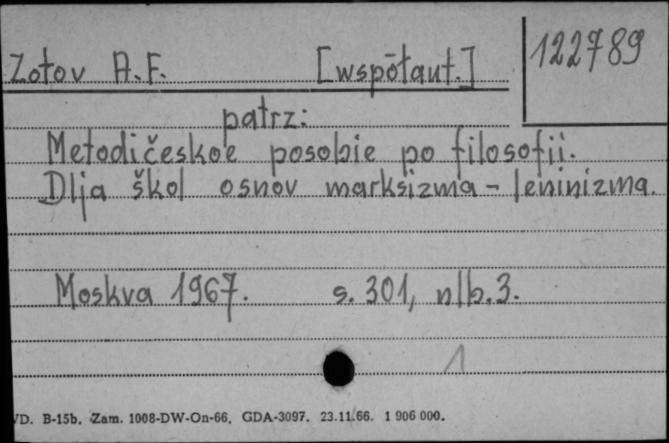 122789
Zotov A.F. [współaut.]
patrz:
Metodičeskoe posobie po filosofii.
Dlja škol osnov marksizma - leninizma.
Moskva 1967. s. 301, nlb. 3.
1
VD. B-15b. Zam. 1008-DW-On-66. GDA-3097. 23.11.66. 1 906 000.